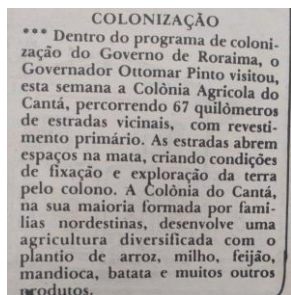 COLONIZAÇÃO
*** Dentro do programa de coloni-
zação do Governo de Roraima, o
Governador Ottomar Pinto visitou,
esta semana a Colônia Agricola do
Cantá, percorrendo 67 quilômetros
de estradas vicinais, com revesti-
mento primário. As estradas abrem
espaços na mata, criando condições
de fixação e exploração da terra
pelo colono. A Colônia do Cantá,
na sua maioria formada por famí-
lias nordestinas, desenvolve uma
agricultura diversificada com o
plantio de arroz, milho, feijão,
mandioca, batata e muitos outros
produtos.